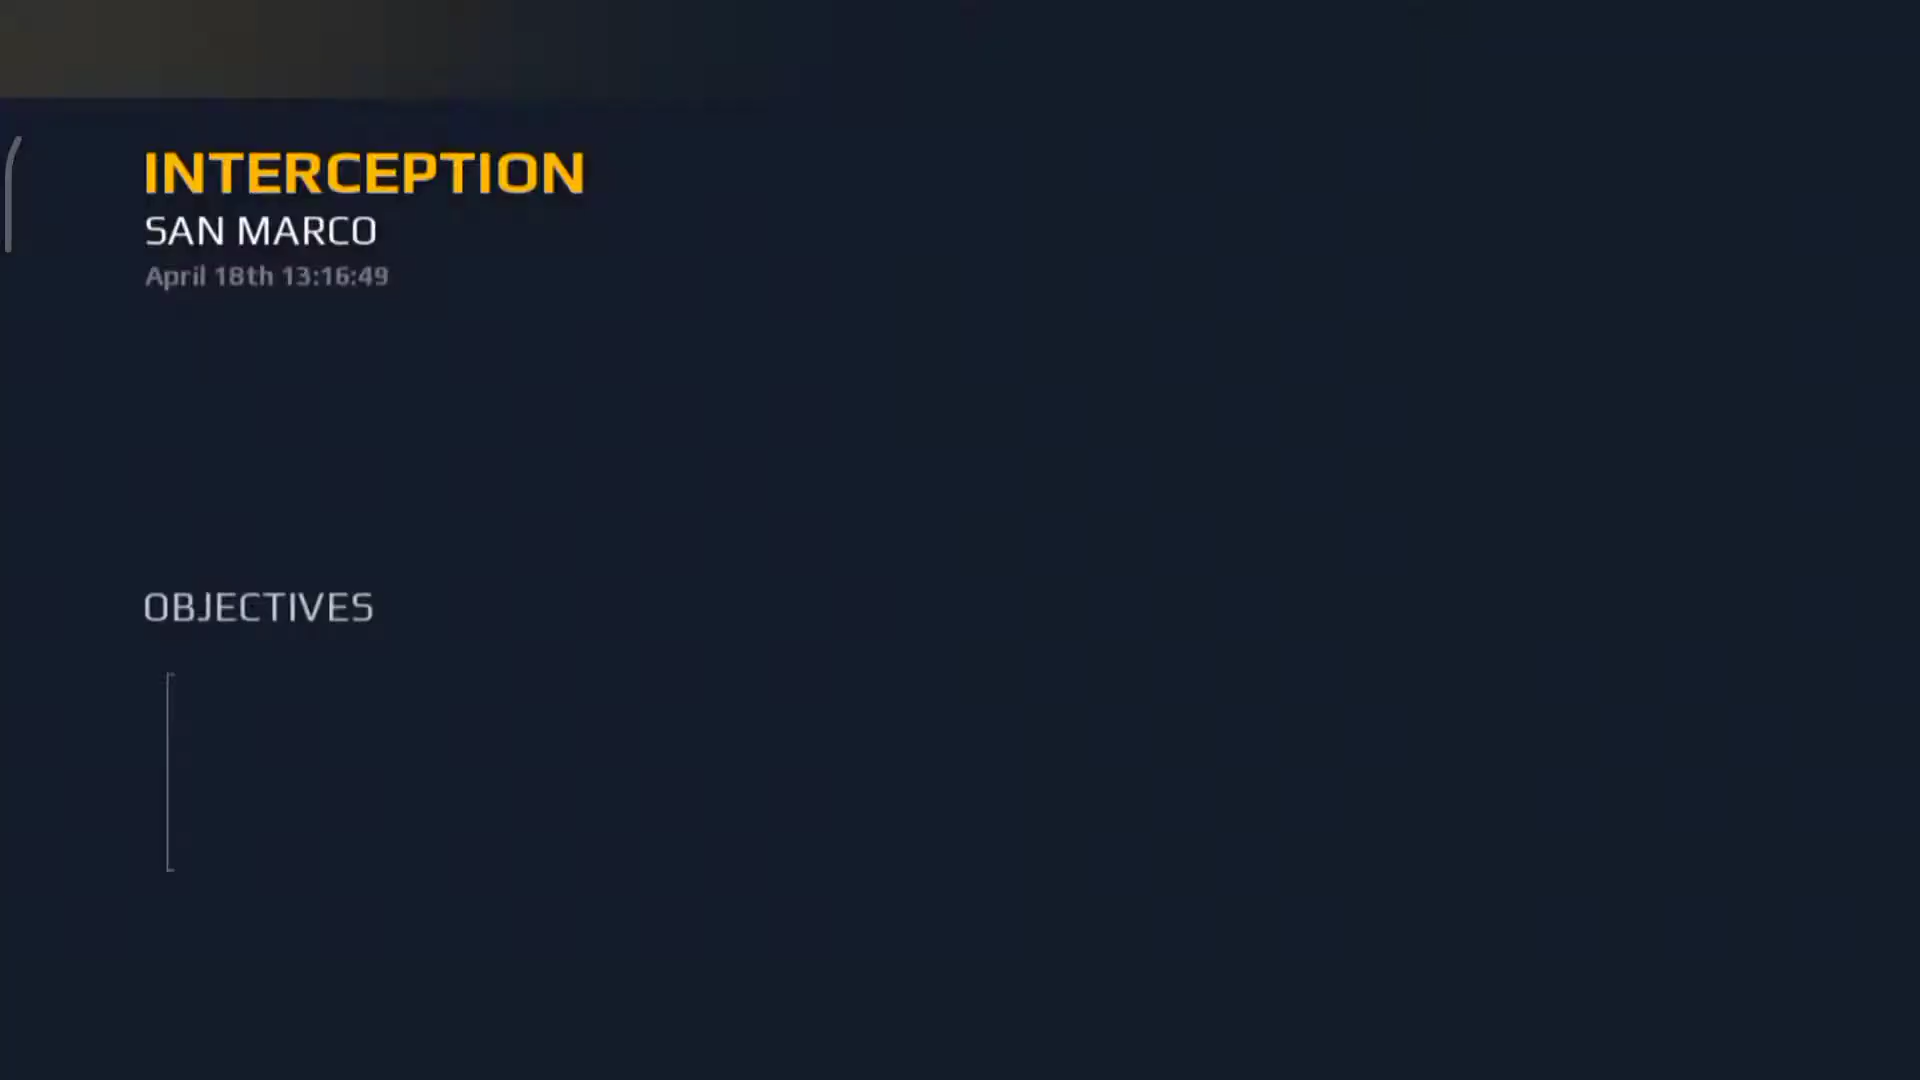 INTERCEPTION
SAN MARCO
April 18th 13:16:49
OBJECTIVES